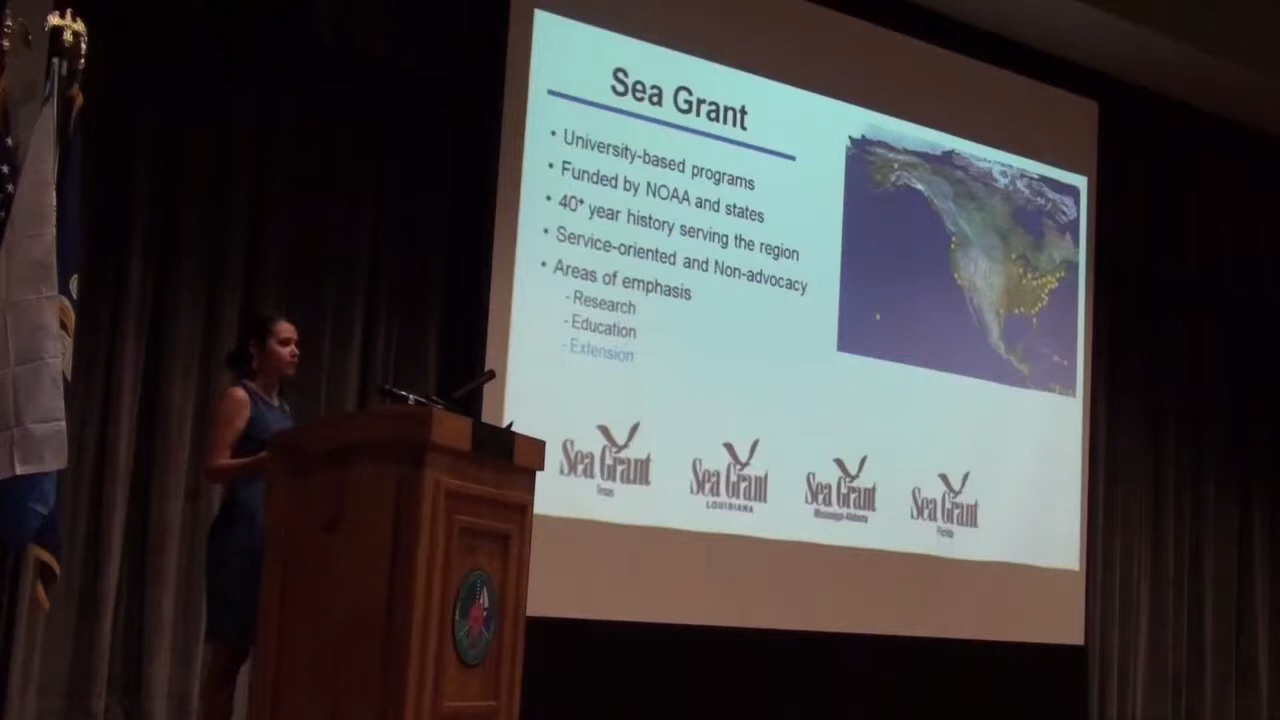 Sea Grant
• University-based programs
• Funded by NOAA and states
• 40+ year history serving the region
• Service-oriented and Non-advocacy
• Areas of emphasis
- Research
- Education
- Extension
Sea Grant
Texas
Sea Grant
LOUISIANA
Sea Grant
Mississippi-Alabama
Sea Grant
Florida